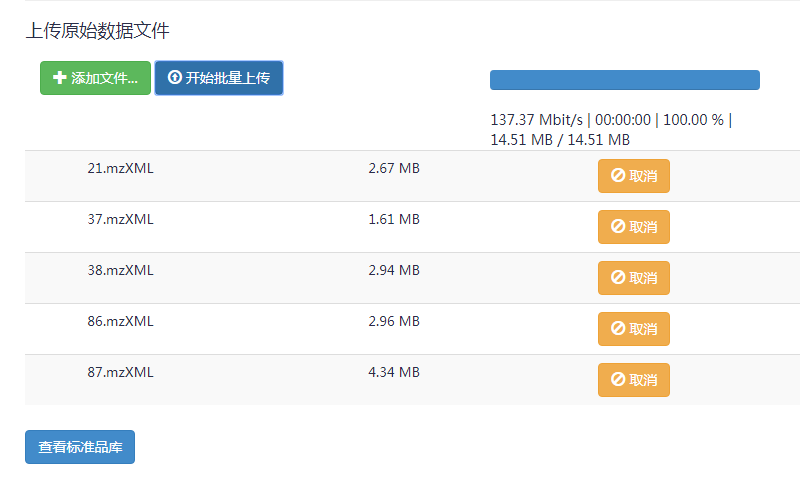 上传原始数据文件
添加文件... 开始批量上传
137.37 Mbit/s | 00:00:00 | 100.00 % |
14.51 MB / 14.51 MB
21.mzXML 2.67 MB 取消
37.mzXML 1.61 MB 取消
38.mzXML 2.94 MB 取消
86.mzXML 2.96 MB 取消
87.mzXML 4.34 MB 取消
查看标准品库